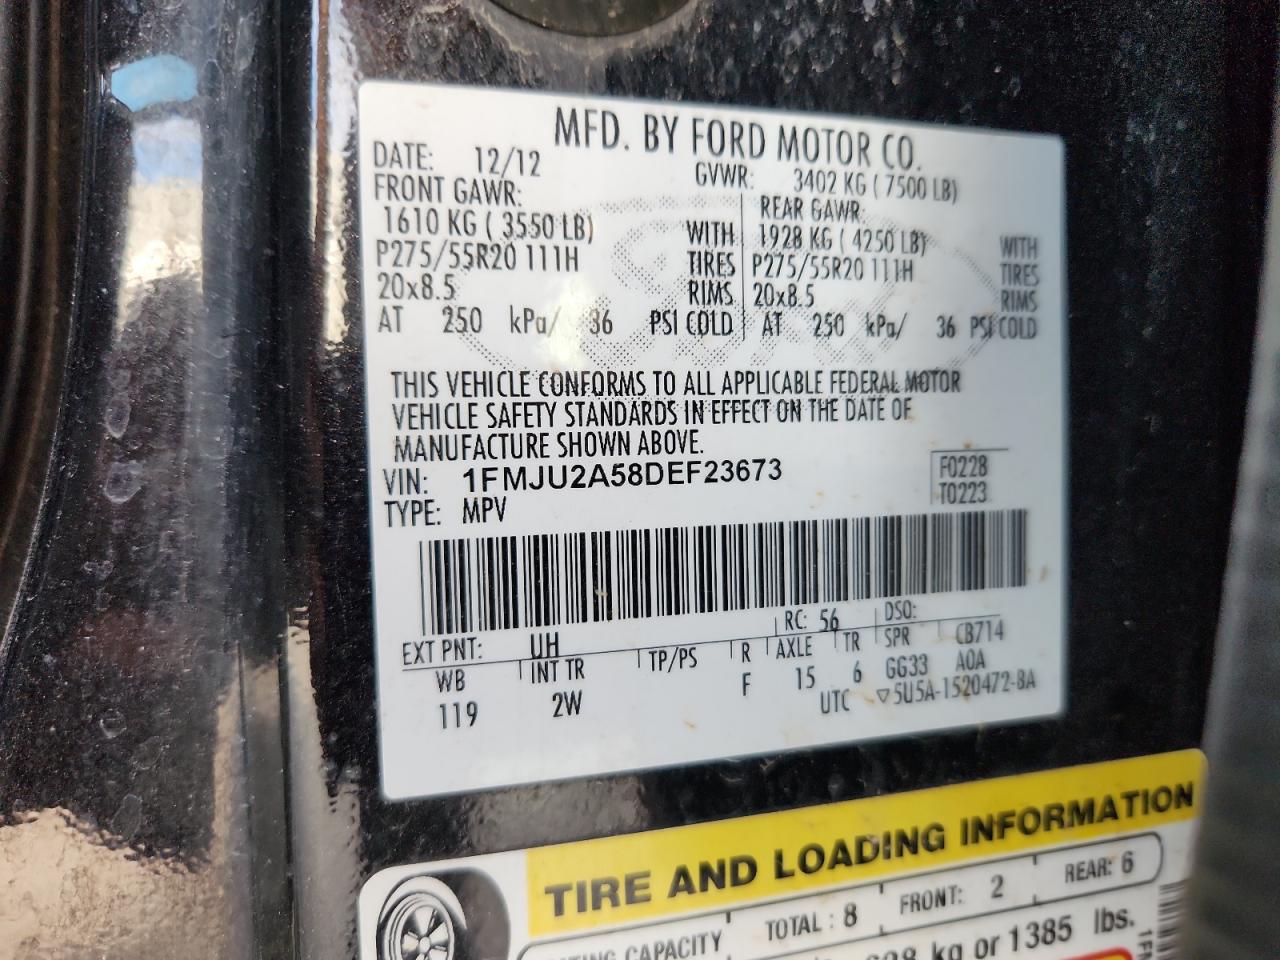 MFD. BY FORD MOTOR CO.
DATE: 12/12 GVWR: 3402 KG ( 7500 LB)
FRONT GAWR: REAR GAWR:
1610 KG ( 3550 LB) WITH 1928 KG ( 4250 LB) WITH
P275/55R20 111H TIRES P275/55R20 111H TIRES
20x8.5 RIMS 20x8.5 RIMS
AT 250 kPa/ 36 PSI COLD AT 250 kPa/ 36 PSI COLD
THIS VEHICLE CONFORMS TO ALL APPLICABLE FEDERAL MOTOR
VEHICLE SAFETY STANDARDS IN EFFECT ON THE DATE OF
MANUFACTURE SHOWN ABOVE.
VIN: 1FMJU2A58DEF23673 F0228
TYPE: MPV T0223
RC: 56 DSO:
EXT PNT: UH CB714
WB INT TR TP/PS R AXLE TR SPR A0A
119 2W F 15 6 GG33
UTC ▽5U5A-1520472-BA
TIRE AND LOADING INFORMATION
CAPACITY TOTAL : 8 FRONT: 2 REAR: 6
kg or 1385 lbs.